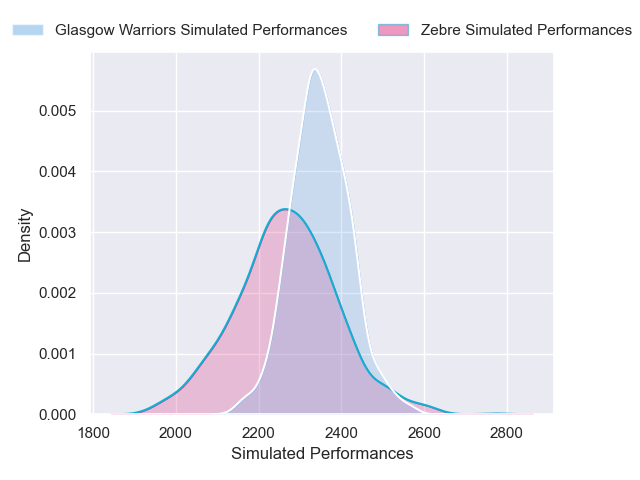 Glasgow Warriors Simulated Performances Zebre Simulated Performances
0.005
0.004
0.003
0.002
0.001
0.000
Density
1800 2000 2200 2400 2600 2800
Simulated Performances